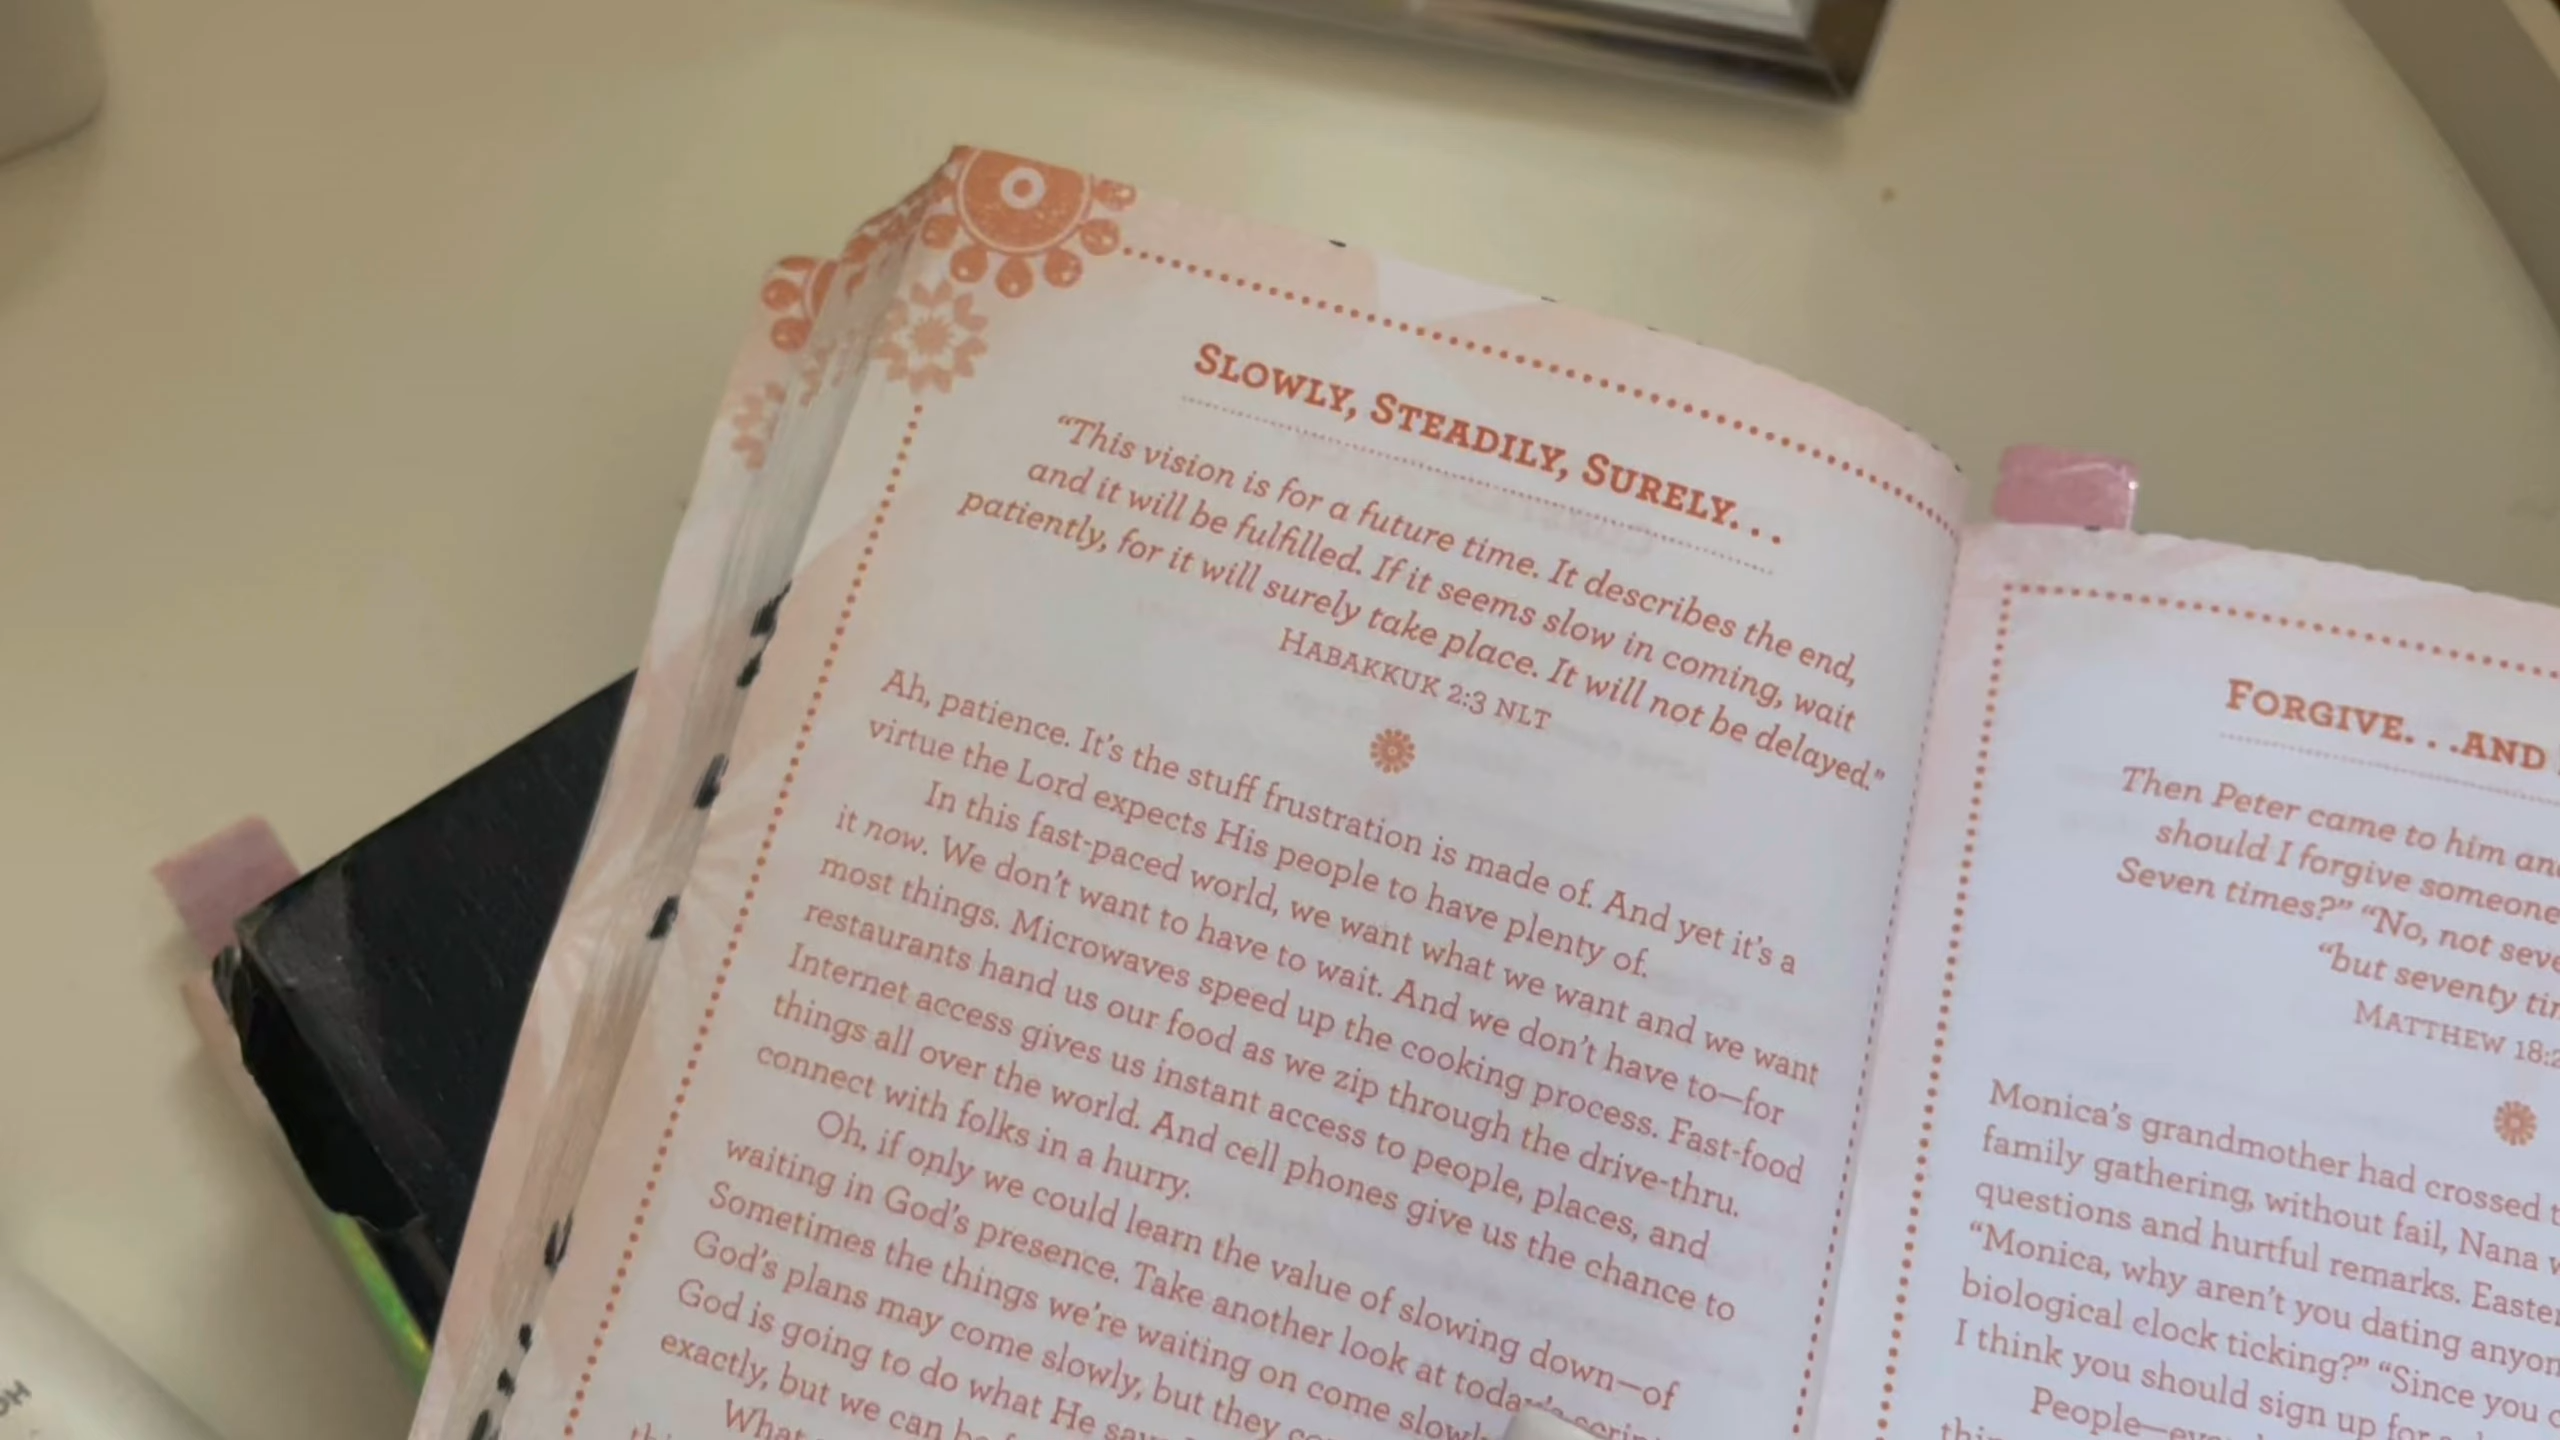 SLOWLY, STEADILY, SURELY. . .
“This vision is for a future time. It describes the end,
and it will be fulfilled. If it seems slow in coming, wait
patiently, for it will surely take place. It will not be delayed.”
HABAKKUK 2:3 NLT
Ah, patience. It’s the stuff frustration is made of. And yet it’s a
virtue the Lord expects His people to have plenty of.
In this fast-paced world, we want what we want and we want
it now. We don’t want to have to wait. And we don’t have to—for
most things. Microwaves speed up the cooking process. Fast-food
restaurants hand us our food as we zip through the drive-thru.
Internet access gives us instant access to people, places, and
things all over the world. And cell phones give us the chance to
connect with folks in a hurry.
Oh, if only we could learn the value of slowing down—of
waiting in God’s presence. Take another look at today’s
Sometimes the things we’re waiting on come
God’s plans may come slowly, but they
God is going to do what He
exactly, but we can be
What
FORGIVE. . .AND
Then Peter came to him
should I forgive someone
Seven times?” “No, not
“but seventy
MATTHEW
Monica’s grandmother had crossed
family gathering, without fail, Nana
questions and hurtful remarks.
“Monica, why aren’t you dating
biological clock ticking?” “Since you
I think you should sign up for
People—